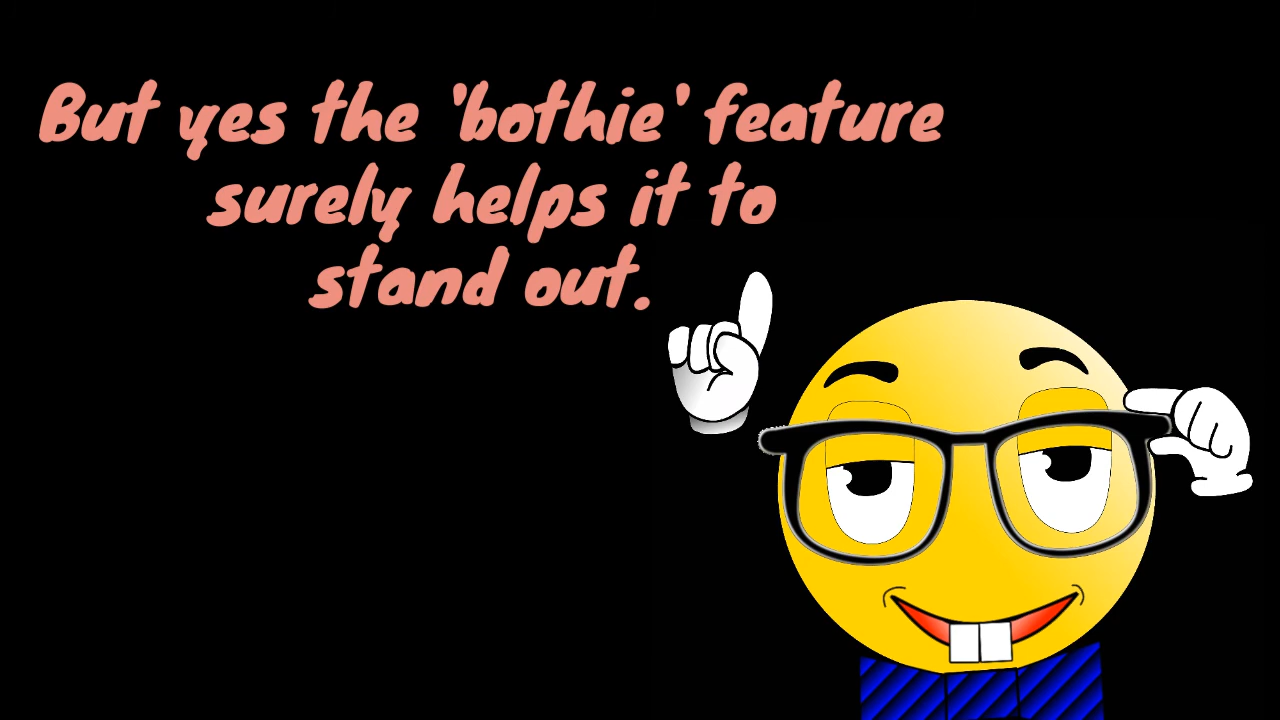 But yes the 'bothie' feature
surely helps it to
stand out.